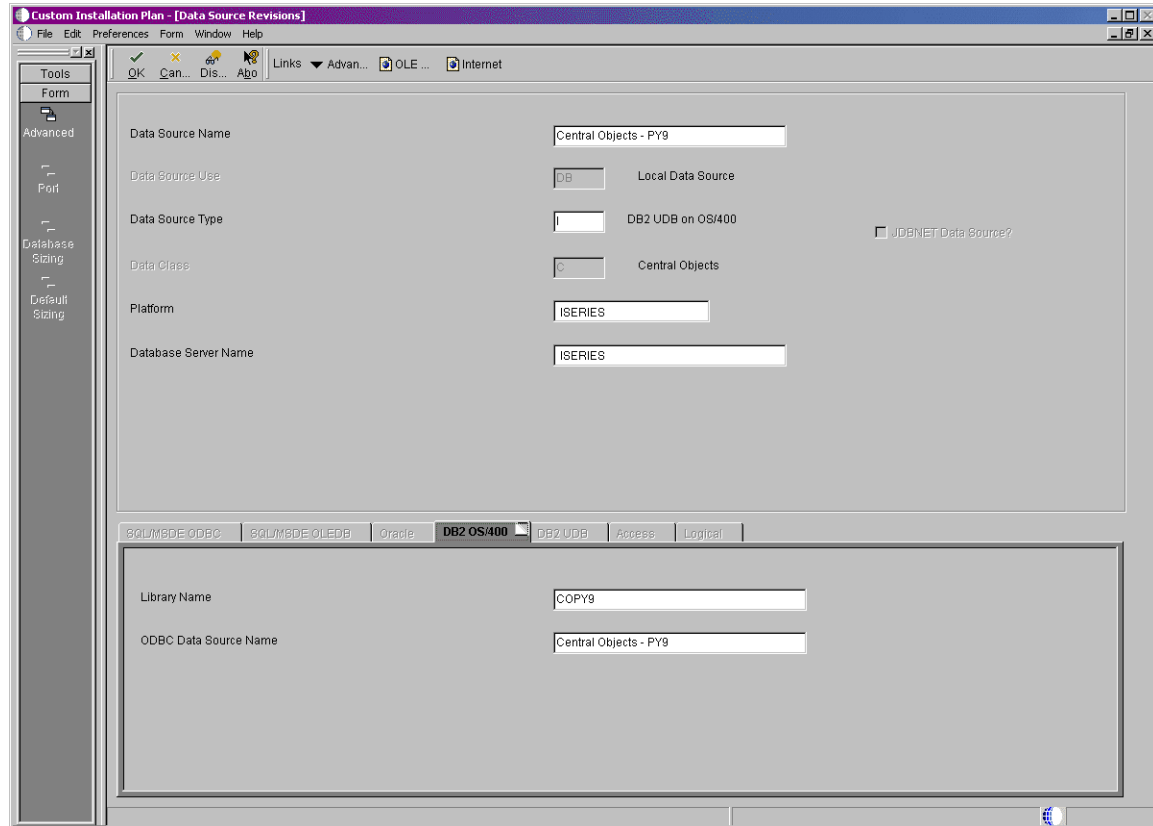 Custom Installation Plan - [Data Source Revisions]
File Edit Preferences Form Window Help
Tools
Form
Advanced
Port
Database
Sizing
Default
Sizing
OK Can... Dis... Abo Links Advan... OLE ... Internet
Data Source Name Central Objects - PY9
Data Source Use DB Local Data Source
Data Source Type I DB2 UDB on OS/400
JDBNET Data Source?
Data Class C Central Objects
Platform ISERIES
Database Server Name ISERIES
SQL/MSDE ODBC SQL/MSDE OLEDB Oracle DB2 OS/400 DB2 UDB Access Logical
Library Name COPY9
ODBC Data Source Name Central Objects - PY9